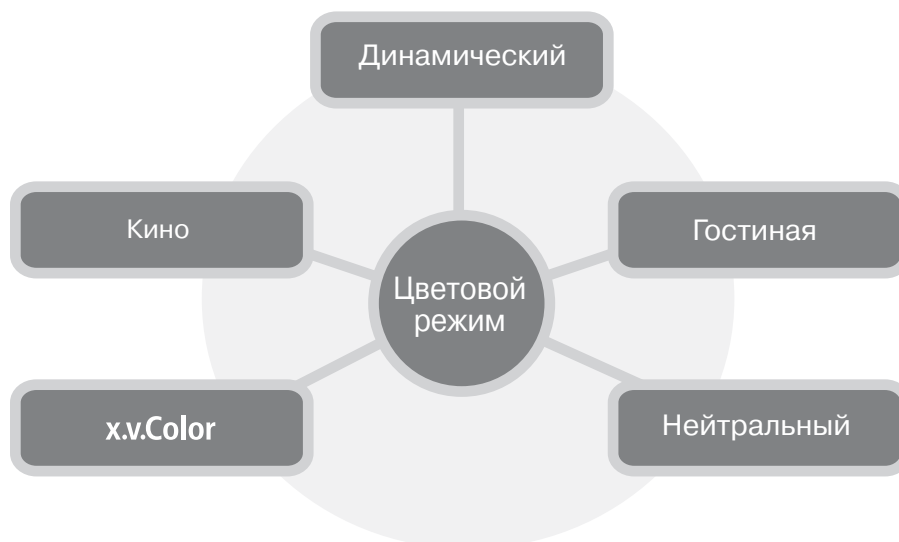 Динамический
Кино
Гостиная
Цветовой
режим
x.v.Color
Нейтральный